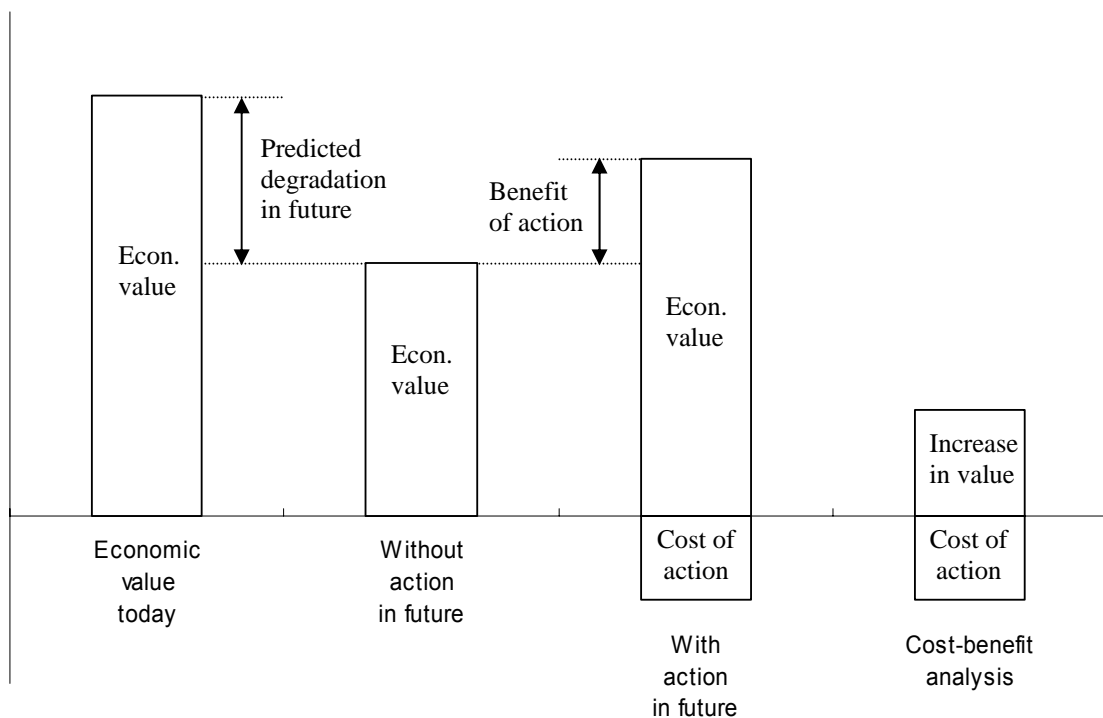 Predicted
degradation
in future
Benefit
of action
Econ.
value
Econ.
value
Econ.
value
Increase
in value
Cost of
action
Cost of
action
Economic
value
today
Without
action
in future
With
action
in future
Cost-benefit
analysis